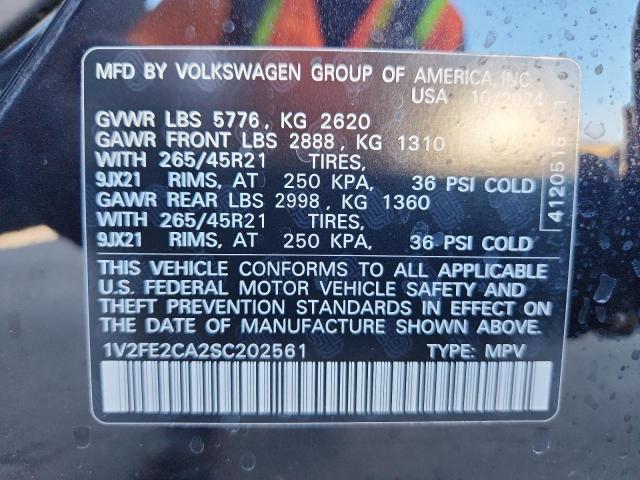 MFD BY VOLKSWAGEN GROUP OF AMERICA, INC.
USA 10/2024
GVWR LBS 5776, KG 2620
GAWR FRONT LBS 2888, KG 1310
WITH 265/45R21 TIRES,
9JX21 RIMS, AT 250 KPA, 36 PSI COLD
GAWR REAR LBS 2998, KG 1360
WITH 265/45R21 TIRES,
9JX21 RIMS, AT 250 KPA, 36 PSI COLD
THIS VEHICLE CONFORMS TO ALL APPLICABLE
U.S. FEDERAL MOTOR VEHICLE SAFETY AND
THEFT PREVENTION STANDARDS IN EFFECT ON
THE DATE OF MANUFACTURE SHOWN ABOVE.
1V2FE2CA2SC202561 TYPE: MPV
4120516 1